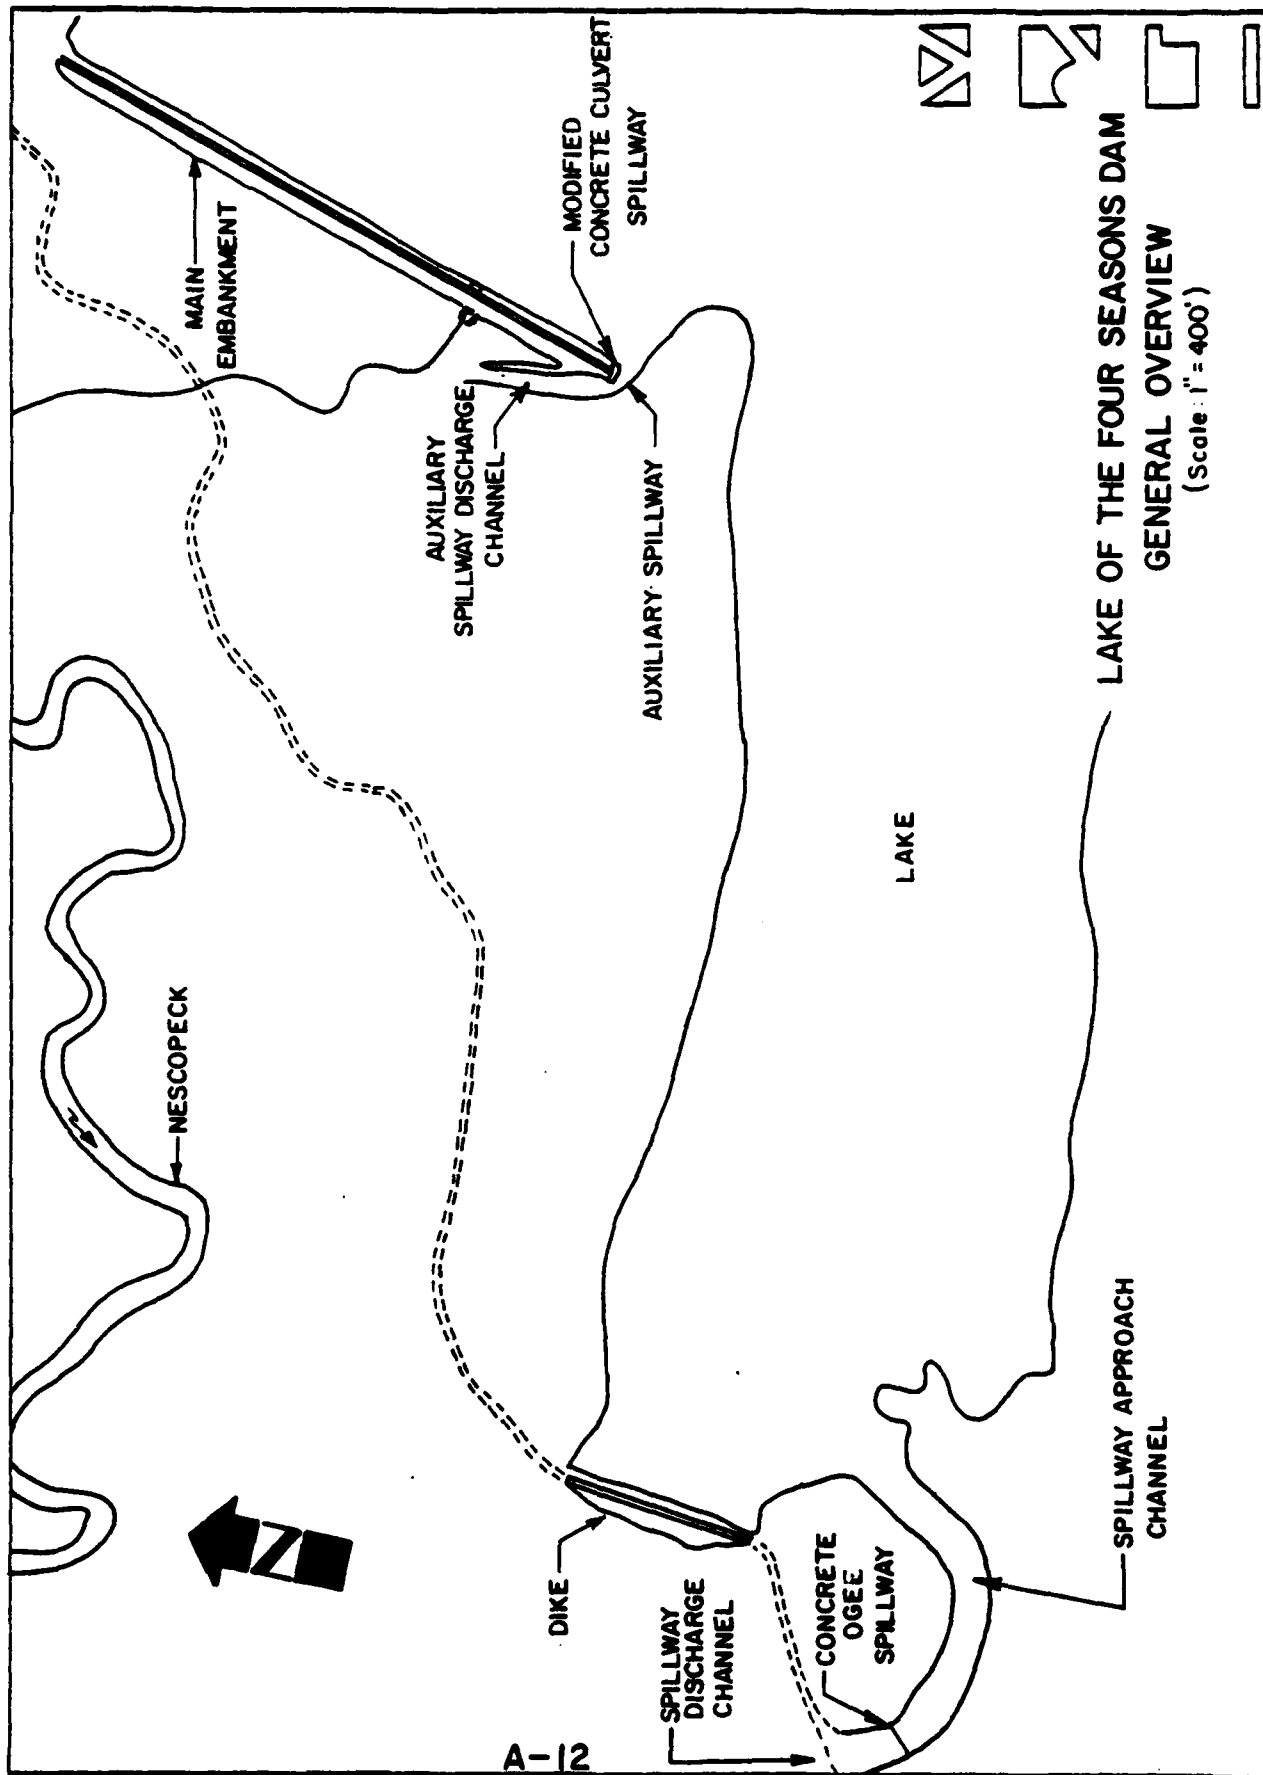 MAIN
EMBANKMENT
MODIFIED
CONCRETE CULVERT
SPILLWAY
AUXILIARY
SPILLWAY DISCHARGE
CHANNEL
AUXILIARY SPILLWAY
NESCOPECK
LAKE
DIKE
SPILLWAY
DISCHARGE
CHANNEL
CONCRETE
OGEE
SPILLWAY
SPILLWAY APPROACH
CHANNEL
N
LAKE OF THE FOUR SEASONS DAM
GENERAL OVERVIEW
(Scale: 1" = 400')
A-12